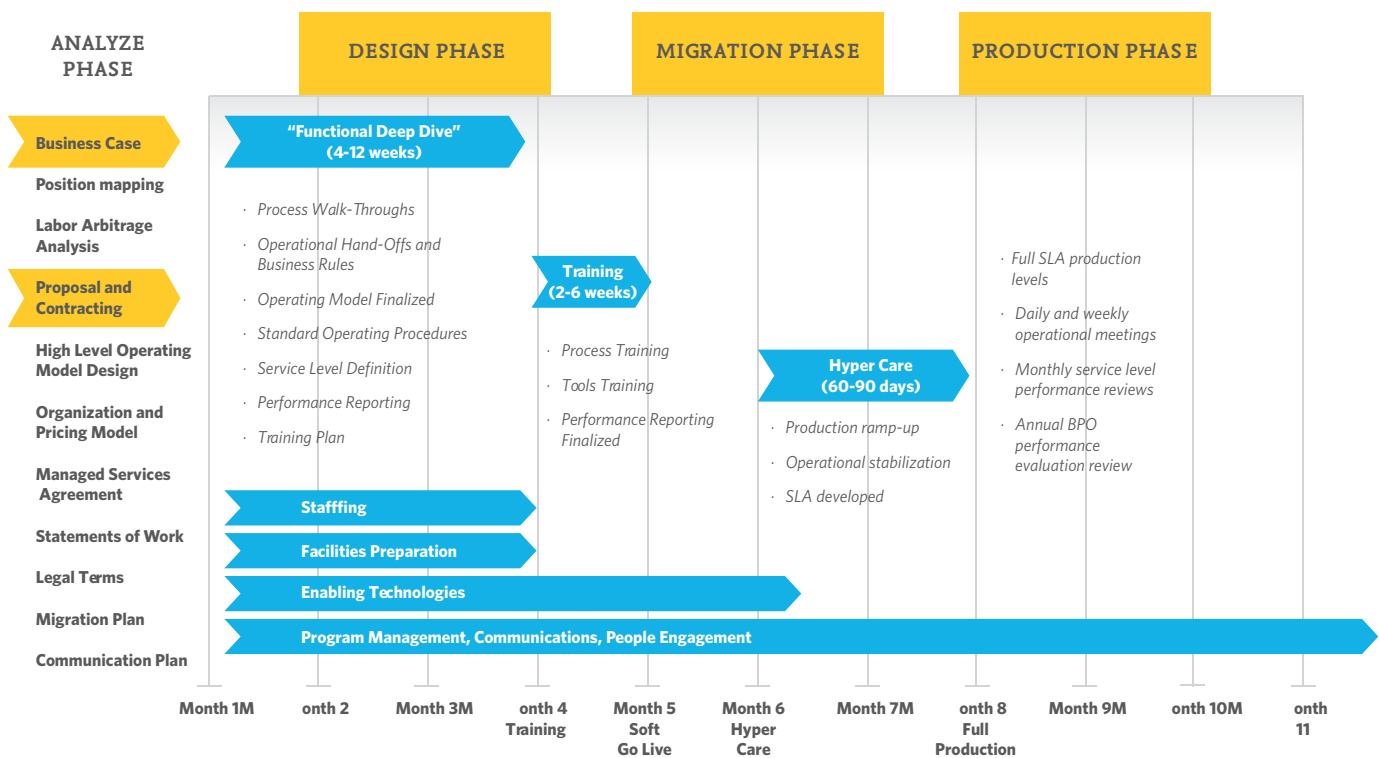 ANALYZE
PHASE
DESIGN PHASE
MIGRATION PHASE
PRODUCTION PHASE
Business Case
Position mapping
Labor Arbitrage
Analysis
Proposal and
Contracting
High Level Operating
Model Design
Organization and
Pricing Model
Managed Services
Agreement
Statements of Work
Legal Terms
Migration Plan
Communication Plan
“Functional Deep Dive”
(4-12 weeks)
· Process Walk-Throughs
· Operational Hand-Offs and
Business Rules
· Operating Model Finalized
· Standard Operating Procedures
· Service Level Definition
· Performance Reporting
· Training Plan
Training
(2-6 weeks)
· Process Training
· Tools Training
· Performance Reporting
Finalized
Hyper Care
(60-90 days)
· Production ramp-up
· Operational stabilization
· SLA developed
· Full SLA production
levels
· Daily and weekly
operational meetings
· Monthly service level
performance reviews
· Annual BPO
performance
evaluation review
Stafffing
Facilities Preparation
Enabling Technologies
Program Management, Communications, People Engagement
Month 1M
onth 2
Month 3M
onth 4
Training
Month 5
Soft
Go Live
Month 6
Hyper
Care
Month 7M
onth 8
Full
Production
Month 9M
onth 10M
onth
11